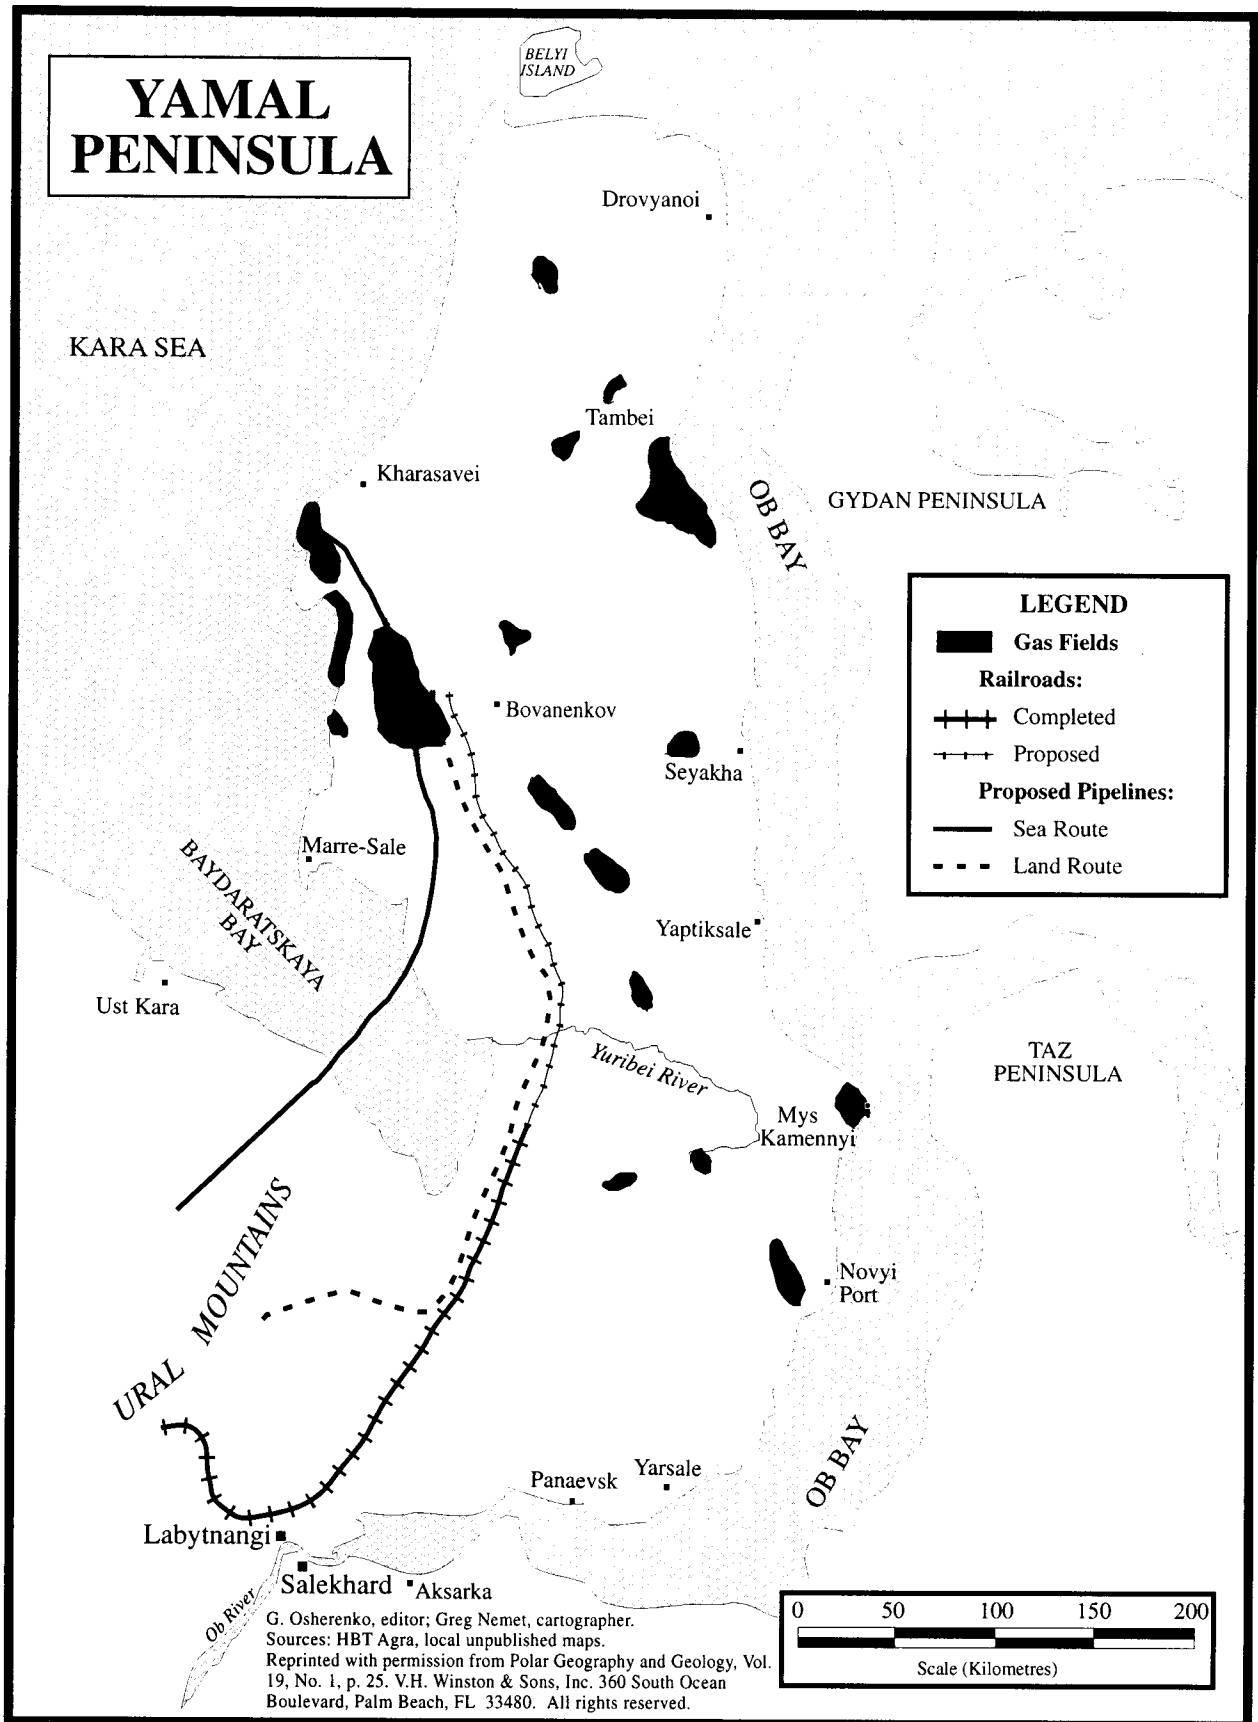 YAMAL
PENINSULA
BELYI
ISLAND
Drovyanoi
KARA SEA
Tambei
Kharasavei
OB BAY
GYDAN PENINSULA
LEGEND
Gas Fields
Railroads:
Completed
Proposed
Proposed Pipelines:
Sea Route
Land Route
Bovanenkov
Seyakha
Marre-Sale
BAYDARATSKAYA
BAY
Yaptiksale
Ust Kara
Yuribei River
TAZ
PENINSULA
Mys
Kamennyi
URAL MOUNTAINS
Novyi
Port
OB BAY
Panaevsk
Yarsale
Labytnangi
Salekhard
Aksarka
Ob River
0 50 100 150 200
Scale (Kilometres)
G. Osherenko, editor; Greg Nemet, cartographer.
Sources: HBT Agra, local unpublished maps.
Reprinted with permission from Polar Geography and Geology, Vol.
19, No. 1, p. 25. V.H. Winston & Sons, Inc. 360 South Ocean
Boulevard, Palm Beach, FL 33480. All rights reserved.